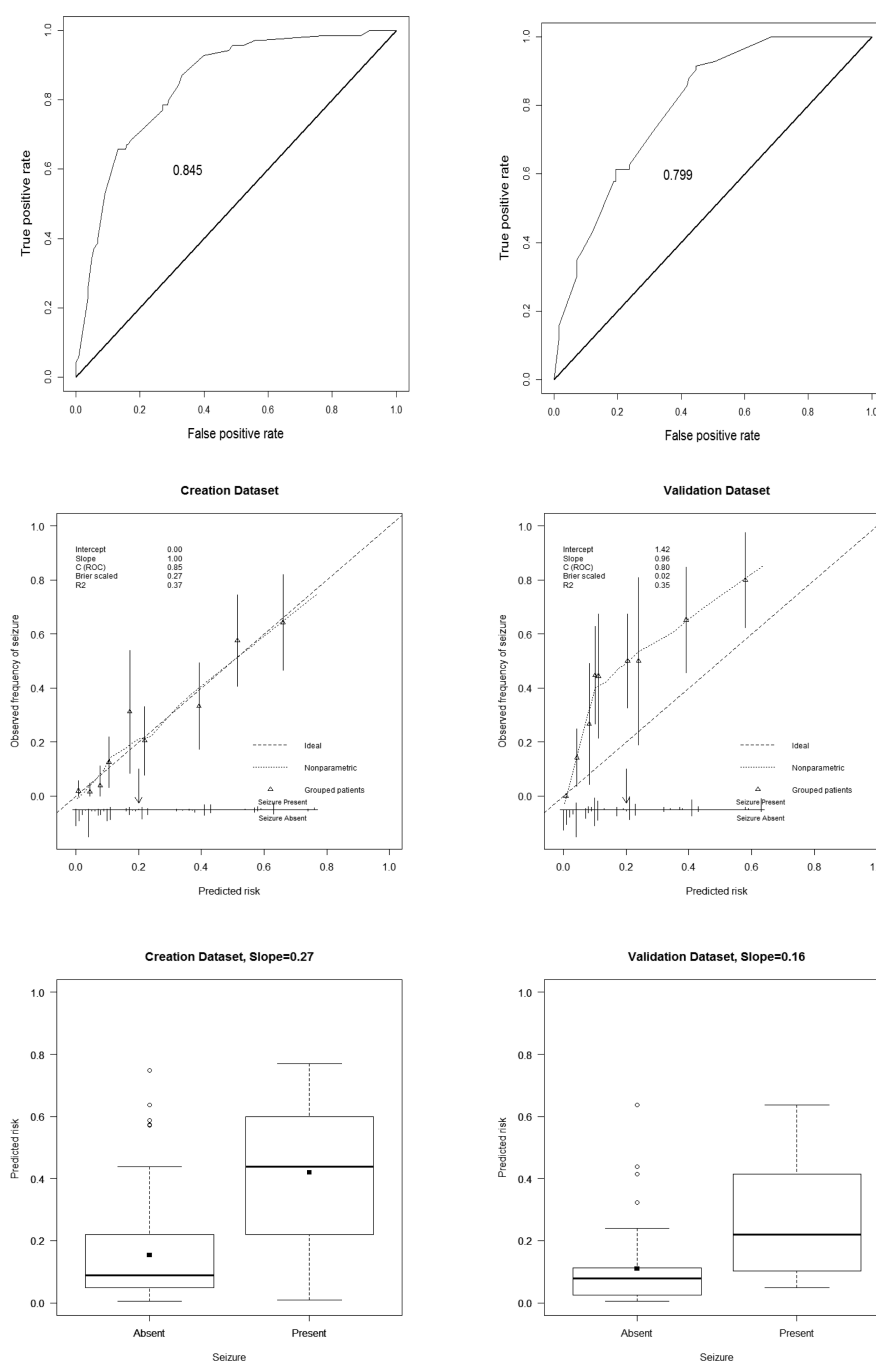 1.0
0.8
0.6
0.4
0.2
0.0
True positive rate
0.845
0.0 0.2 0.4 0.6 0.8 1.0
False positive rate
1.0
0.8
0.6
0.4
0.2
0.0
True positive rate
0.799
0.0 0.2 0.4 0.6 0.8 1.0
False positive rate
Creation Dataset
1.0
0.8
0.6
0.4
0.2
0.0
Observed frequency of seizure
Intercept 0.00
Slope 1.00
C (ROC) 0.85
Brier scaled 0.27
R2 0.37
Ideal
Nonparametric
Grouped patients
Seizure Present
Seizure Absent
0.0 0.2 0.4 0.6 0.8 1.0
Predicted risk
Validation Dataset
1.0
0.8
0.6
0.4
0.2
0.0
Observed frequency of seizure
Intercept 1.42
Slope 0.96
C (ROC) 0.80
Brier scaled 0.02
R2 0.35
Ideal
Nonparametric
Grouped patients
Seizure Present
Seizure Absent
0.0 0.2 0.4 0.6 0.8
Predicted risk
Creation Dataset, Slope=0.27
1.0
0.8
0.6
0.4
0.2
0.0
Predicted risk
Absent Present
Seizure
Validation Dataset, Slope=0.16
1.0
0.8
0.6
0.4
0.2
0.0
Predicted risk
Absent Present
Seizure